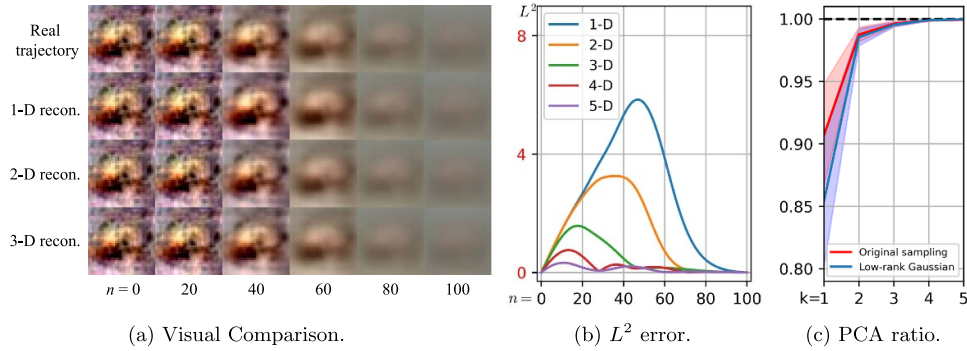 Real
trajectory
1-D recon.
2-D recon.
3-D recon.
n = 0 20 40 60 80 100
(a) Visual Comparison.
L²
8
4
0
1-D
2-D
3-D
4-D
5-D
n= 0 20 40 60 80 100
(b) L² error.
1.00
0.95
0.90
0.85
0.80
Original sampling
Low-rank Gaussian
k=1 2 3 4 5
(c) PCA ratio.